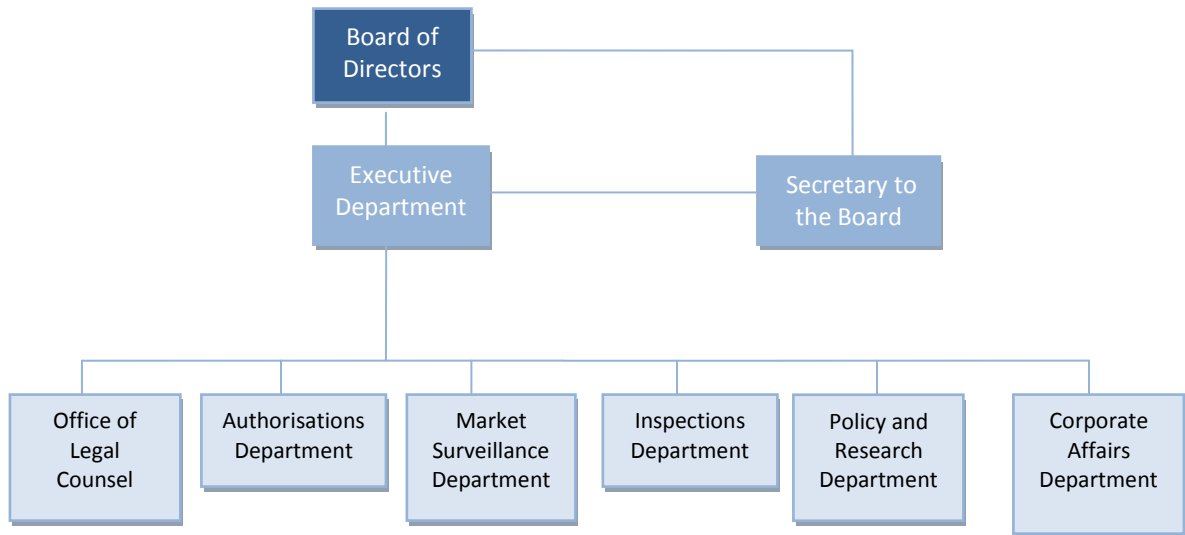 Board of
Directors
Executive
Department
Secretary to
the Board
Office of
Legal
Counsel
Authorisations
Department
Market
Surveillance
Department
Inspections
Department
Policy and
Research
Department
Corporate
Affairs
Department